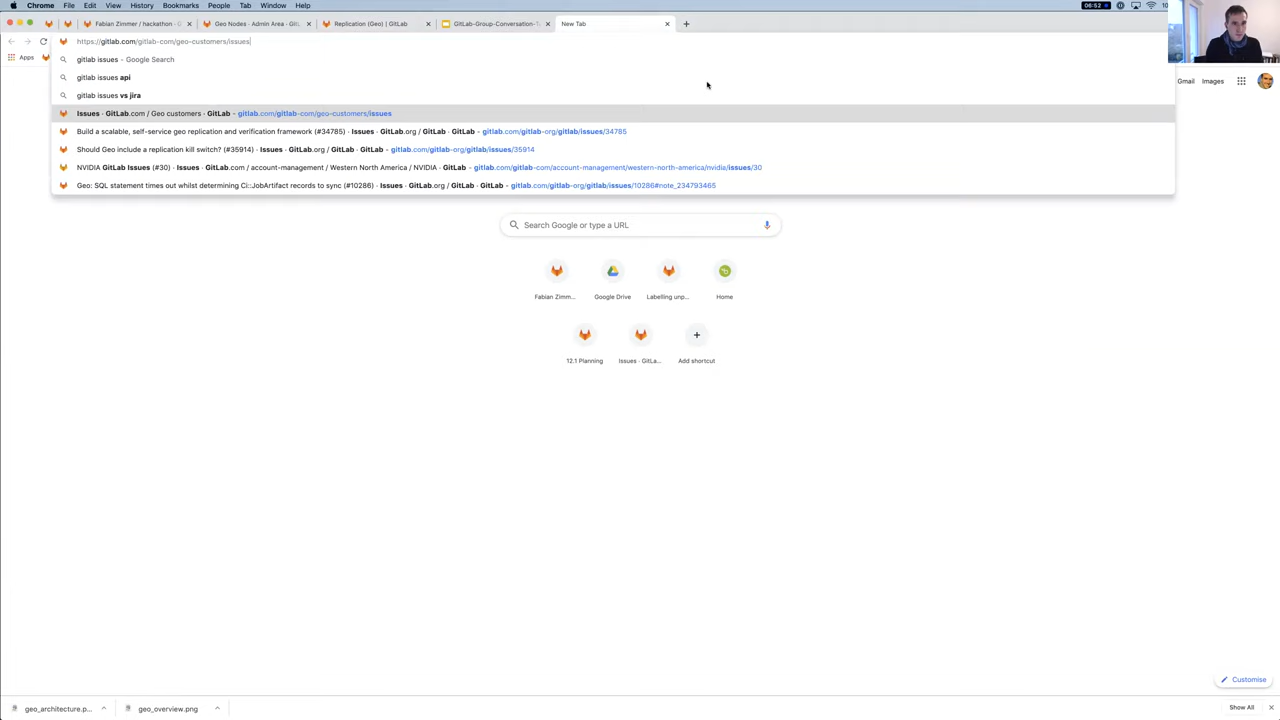 Chrome File Edit View History Bookmarks People Tab Window Help 06:52
Fabian Zimmer / hackathon · G Geo Nodes · Admin Area · GitL Replication (Geo) | GitLab GitLab-Group-Conversation-T New Tab
https://gitlab.com/gitlab-com/geo-customers/issues
Apps
gitlab issues – Google Search
gitlab issues api
gitlab issues vs jira
Issues · GitLab.com / Geo customers · GitLab – gitlab.com/gitlab-com/geo-customers/issues
Build a scalable, self-service geo replication and verification framework (#34785) · Issues · GitLab.org / GitLab · GitLab – gitlab.com/gitlab-org/gitlab/issues/34785
Should Geo include a replication kill switch? (#35914) · Issues · GitLab.org / GitLab · GitLab – gitlab.com/gitlab-org/gitlab/issues/35914
NVIDIA GitLab Issues (#30) · Issues · GitLab.com / account-management / Western North America / NVIDIA · GitLab – gitlab.com/gitlab-com/account-management/western-north-america/nvidia/issues/30
Geo: SQL statement times out whilst determining Ci::JobArtifact records to sync (#10286) · Issues · GitLab.org / GitLab · GitLab – gitlab.com/gitlab-org/gitlab/issues/10286#note_234793465
Gmail Images
Search Google or type a URL
Fabian Zimm... Google Drive Labelling unp... Home
12.1 Planning Issues · GitLa... Add shortcut
Customise
geo_architecture.p... geo_overview.png Show All